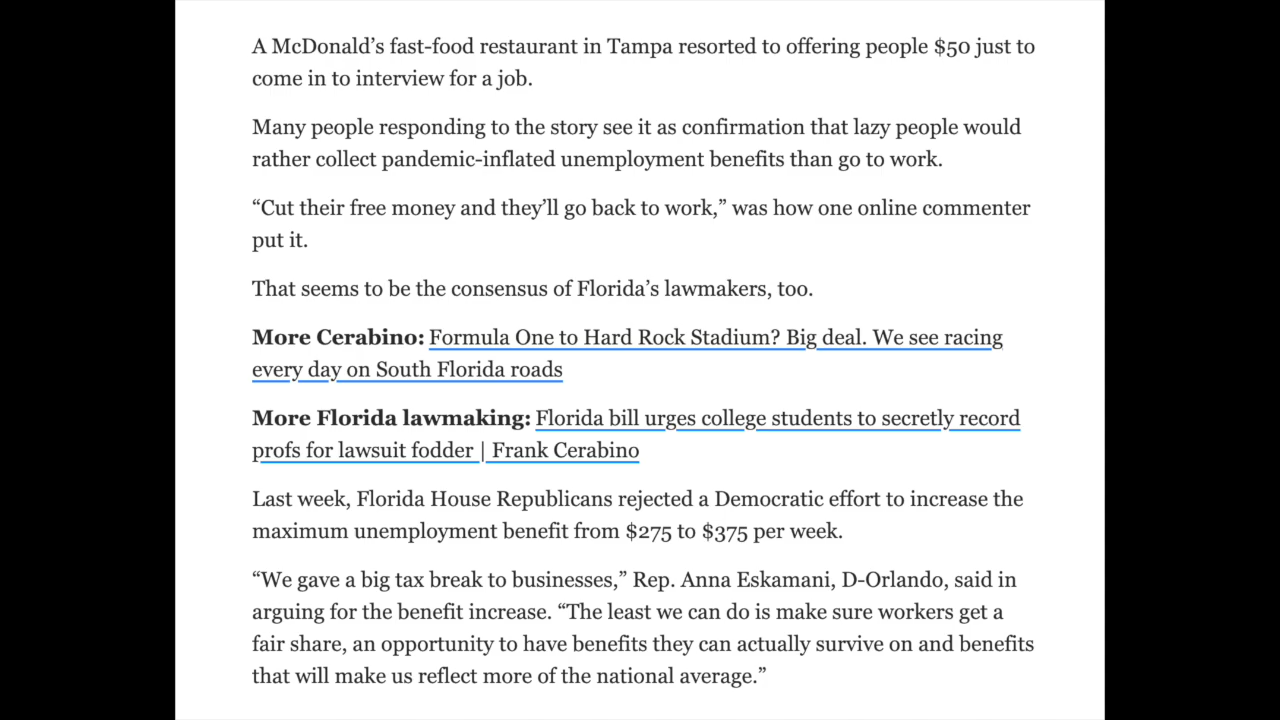 A McDonald’s fast-food restaurant in Tampa resorted to offering people $50 just to
come in to interview for a job.
Many people responding to the story see it as confirmation that lazy people would
rather collect pandemic-inflated unemployment benefits than go to work.
“Cut their free money and they’ll go back to work,” was how one online commenter
put it.
That seems to be the consensus of Florida’s lawmakers, too.
More Cerabino: Formula One to Hard Rock Stadium? Big deal. We see racing
every day on South Florida roads
More Florida lawmaking: Florida bill urges college students to secretly record
profs for lawsuit fodder | Frank Cerabino
Last week, Florida House Republicans rejected a Democratic effort to increase the
maximum unemployment benefit from $275 to $375 per week.
“We gave a big tax break to businesses,” Rep. Anna Eskamani, D-Orlando, said in
arguing for the benefit increase. “The least we can do is make sure workers get a
fair share, an opportunity to have benefits they can actually survive on and benefits
that will make us reflect more of the national average.”